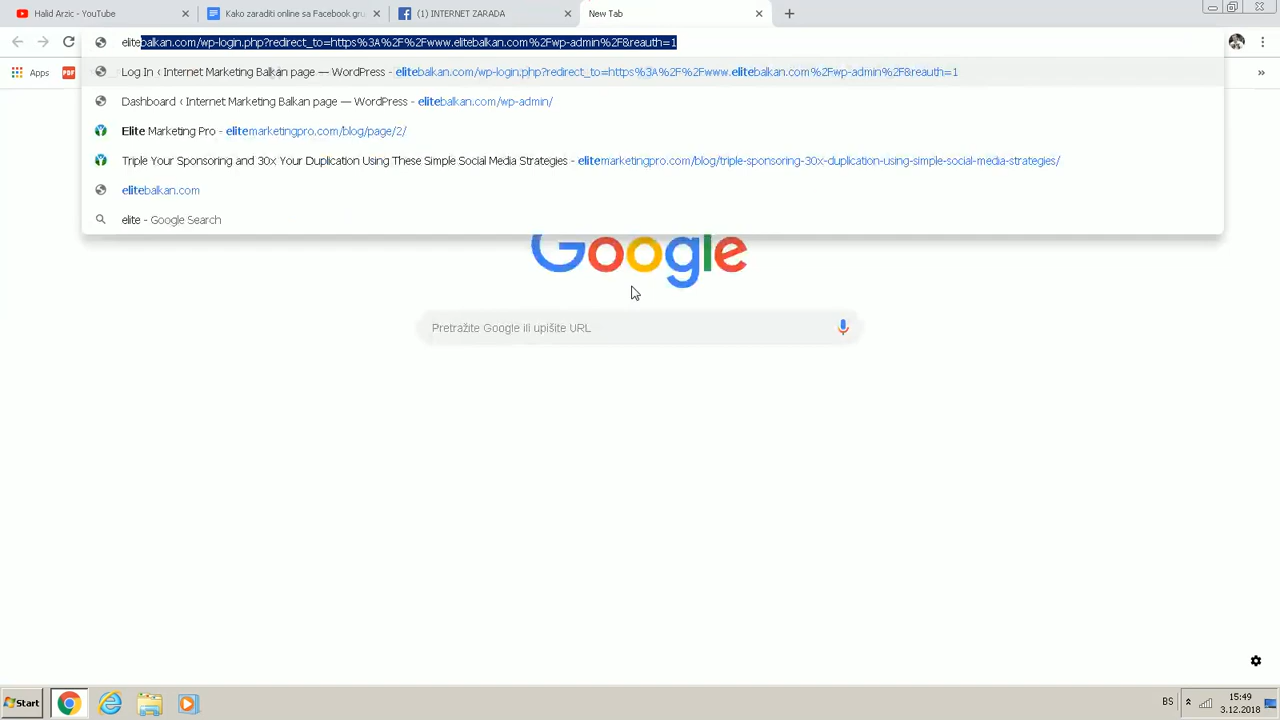 Halid Arzic - YouTube
Kako zaraditi online sa Facebook gru
(1) INTERNET ZARADA
New Tab
elitebalkan.com/wp-login.php?redirect_to=https%3A%2F%2Fwww.elitebalkan.com%2Fwp-admin%2F&reauth=1
Apps
PDF
Log In ‹ Internet Marketing Balkan page — WordPress - elitebalkan.com/wp-login.php?redirect_to=https%3A%2F%2Fwww.elitebalkan.com%2Fwp-admin%2F&reauth=1
»
Dashboard ‹ Internet Marketing Balkan page — WordPress - elitebalkan.com/wp-admin/
Elite Marketing Pro - elitemarketingpro.com/blog/page/2/
Triple Your Sponsoring and 30x Your Duplication Using These Simple Social Media Strategies - elitemarketingpro.com/blog/triple-sponsoring-30x-duplication-using-simple-social-media-strategies/
elitebalkan.com
elite - Google Search
Google
Pretražite Google ili upišite URL
Start
BS
15:49
3.12.2018